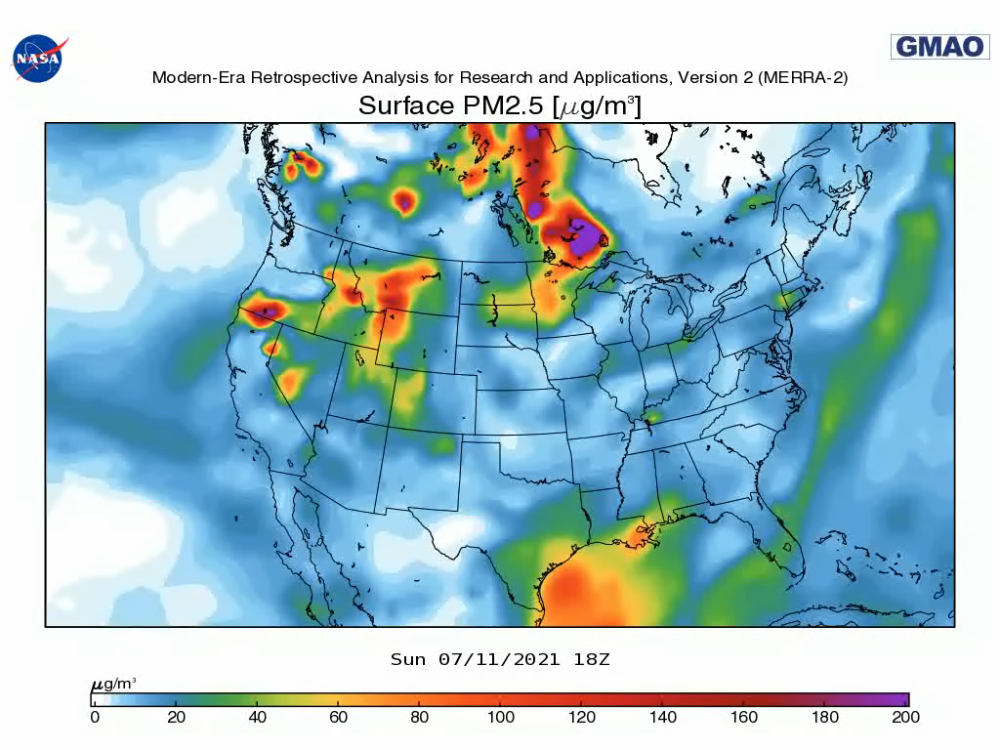 NASA
GMAO
Modern-Era Retrospective Analysis for Research and Applications, Version 2 (MERRA-2)
Surface PM2.5 [μg/m³]
Sun 07/11/2021 18Z
μg/m³
0 20 40 60 80 100 120 140 160 180 200